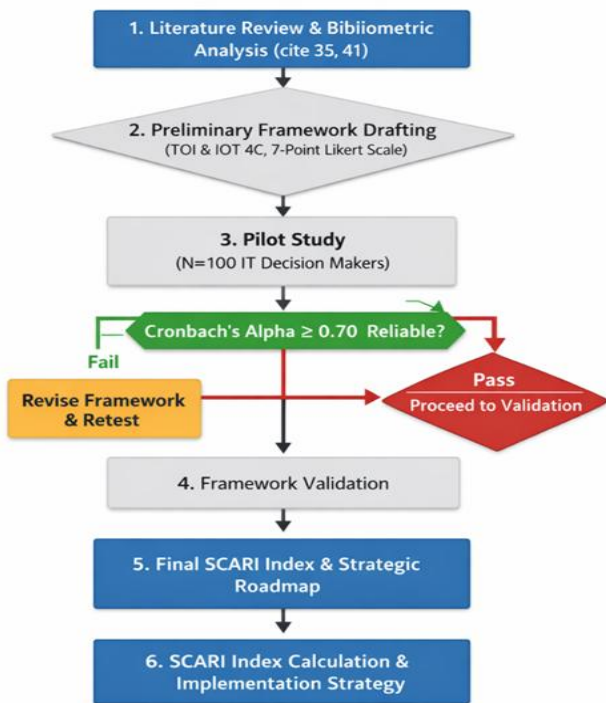 1. Literature Review & Bibiiometric
Analysis (cite 35, 41)
2. Preliminary Framework Drafting
(TOI & IOT 4C, 7-Point Likert Scale)
3. Pilot Study
(N=100 IT Decision Makers)
Cronbach's Alpha ≥ 0.70 Reliable?
Fail
Pass
Proceed to Validation
Revise Framework
& Retest
4. Framework Validation
5. Final SCARI Index & Strategic
Roadmap
6. SCARI Index Calculation &
Implementation Strategy